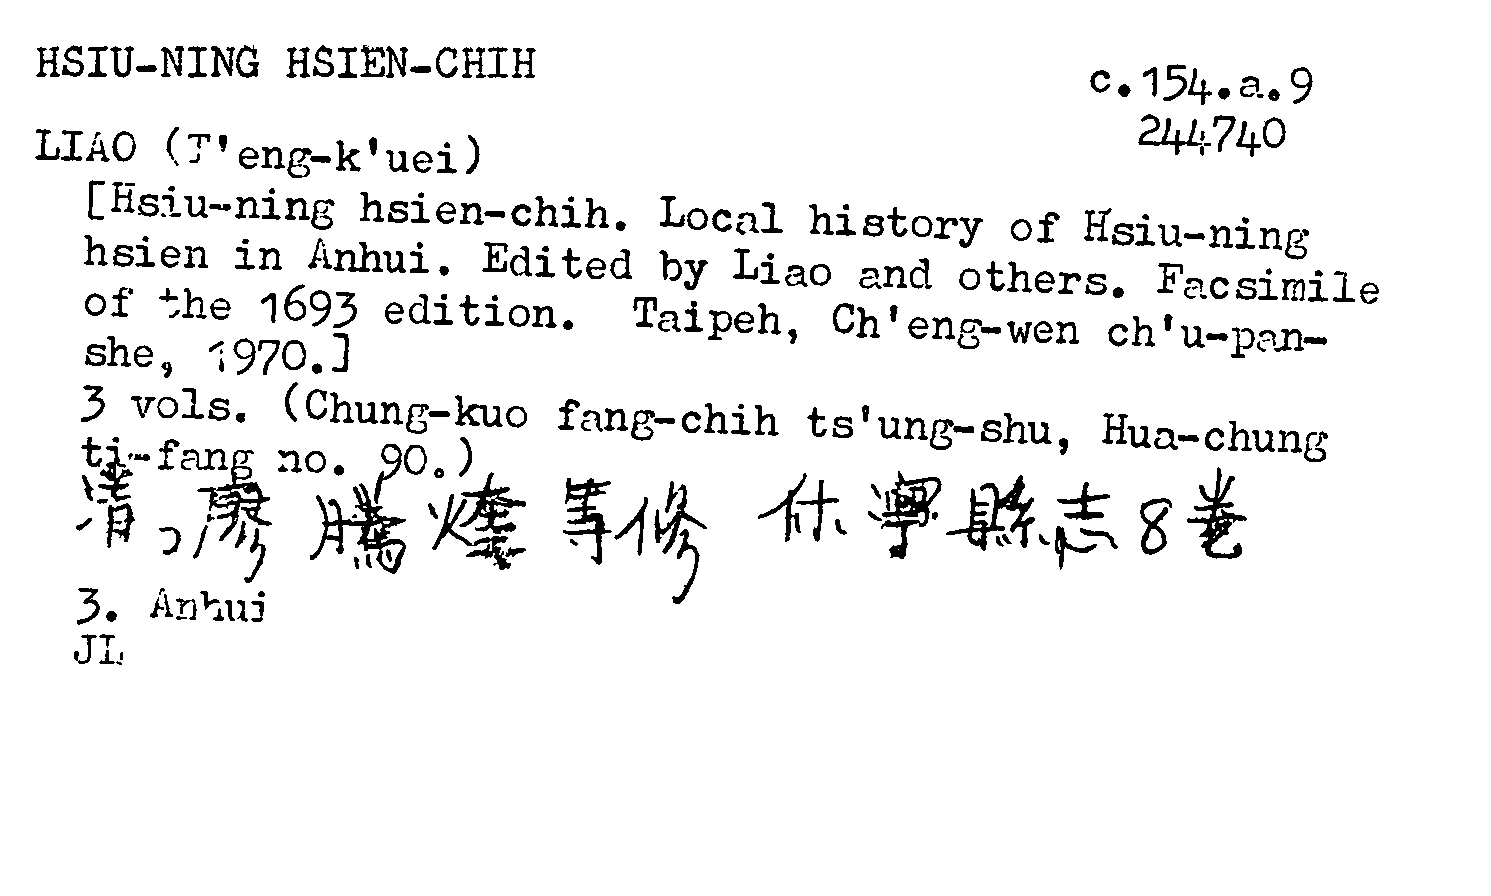 HSIU-NING HSIEN-CHIH
c.154.a.9
244740
LIAO (T'eng-k'uei)
[Hsiu-ning hsien-chih. Local history of Hsiu-ning
hsien in Anhui. Edited by Liao and others. Facsimile
of the 1693 edition. Taipeh, Ch'eng-wen ch'u-pan-
she, 1970.]
3 vols. (Chung-kuo fang-chih ts'ung-shu, Hua-chung
ti-fang no. 90.)
清 廖騰煃等修 休寧縣志8卷
3. Anhui
JL